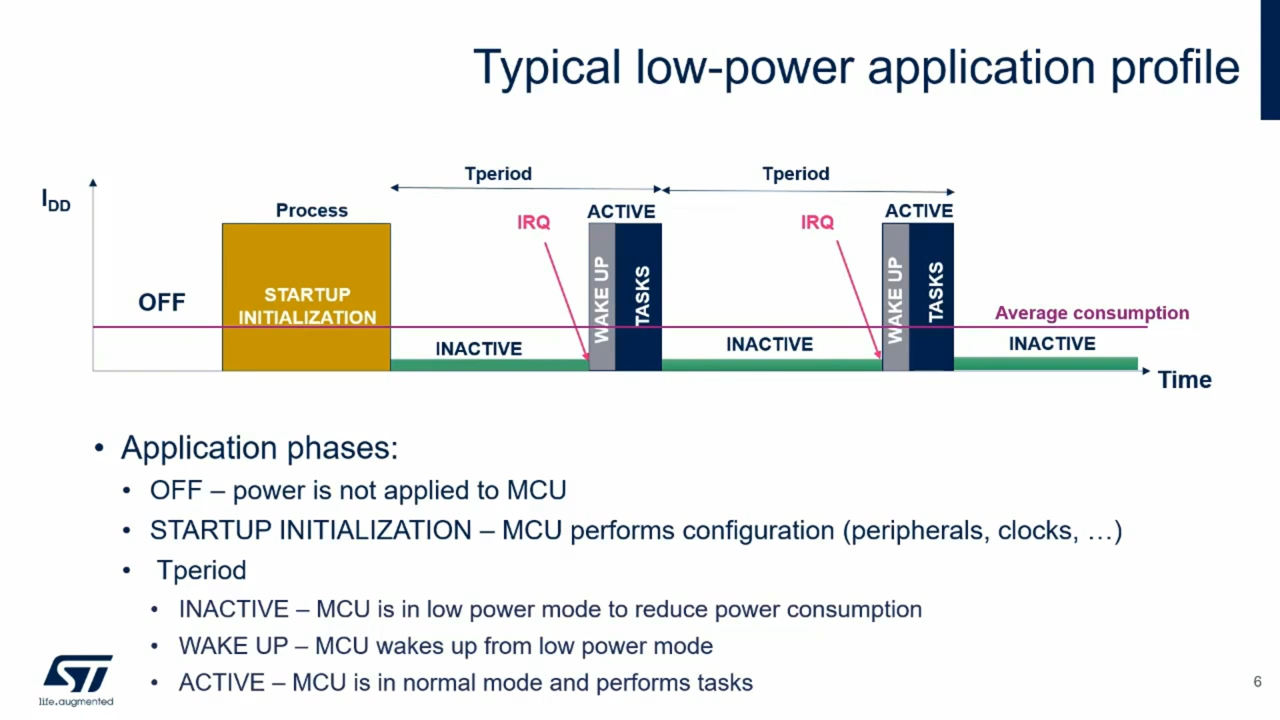 Typical low-power application profile
Tperiod
Tperiod
IDD
Process
IRQ
ACTIVE
IRQ
ACTIVE
OFF
STARTUP
INITIALIZATION
WAKE UP
TASKS
WAKE UP
TASKS
Average consumption
INACTIVE
INACTIVE
INACTIVE
Time
• Application phases:
• OFF – power is not applied to MCU
• STARTUP INITIALIZATION – MCU performs configuration (peripherals, clocks, …)
• Tperiod
• INACTIVE – MCU is in low power mode to reduce power consumption
• WAKE UP – MCU wakes up from low power mode
• ACTIVE – MCU is in normal mode and performs tasks
ST
life.augmented
6